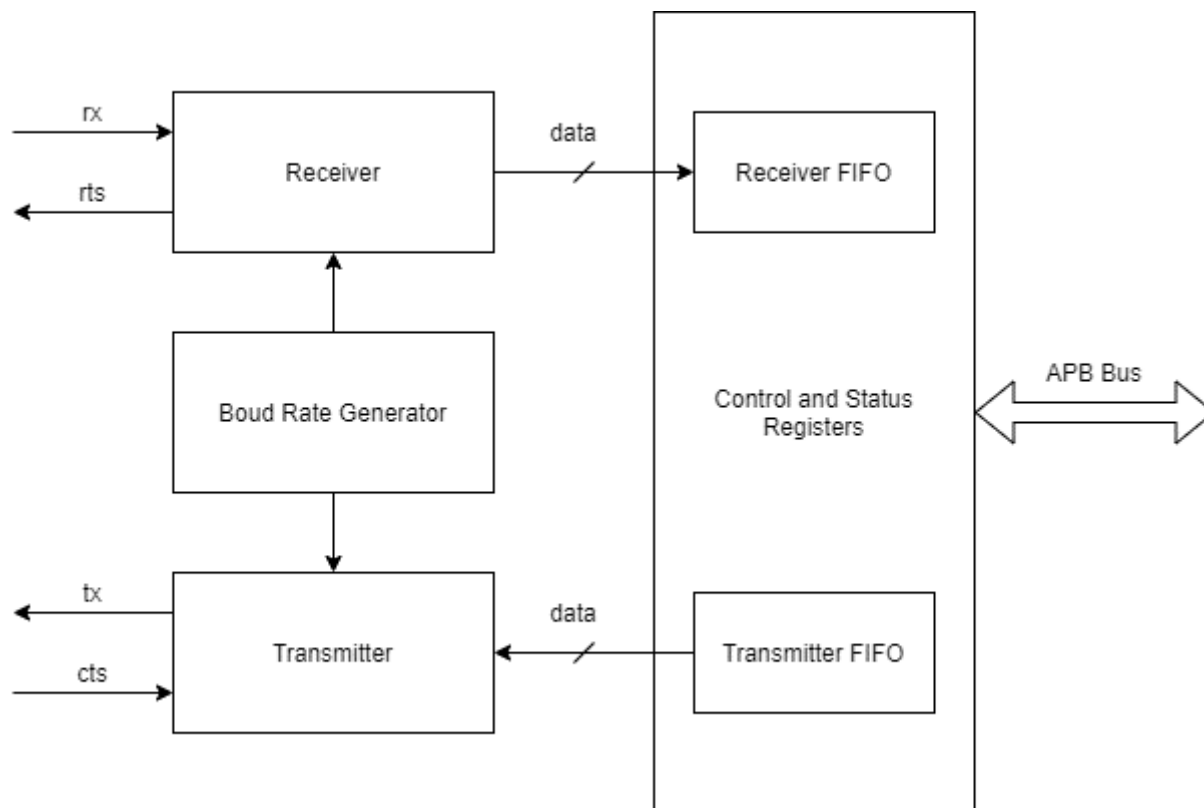 rx
rts
Receiver
data
Receiver FIFO
Boud Rate Generator
Control and Status
Registers
APB Bus
tx
cts
Transmitter
data
Transmitter FIFO